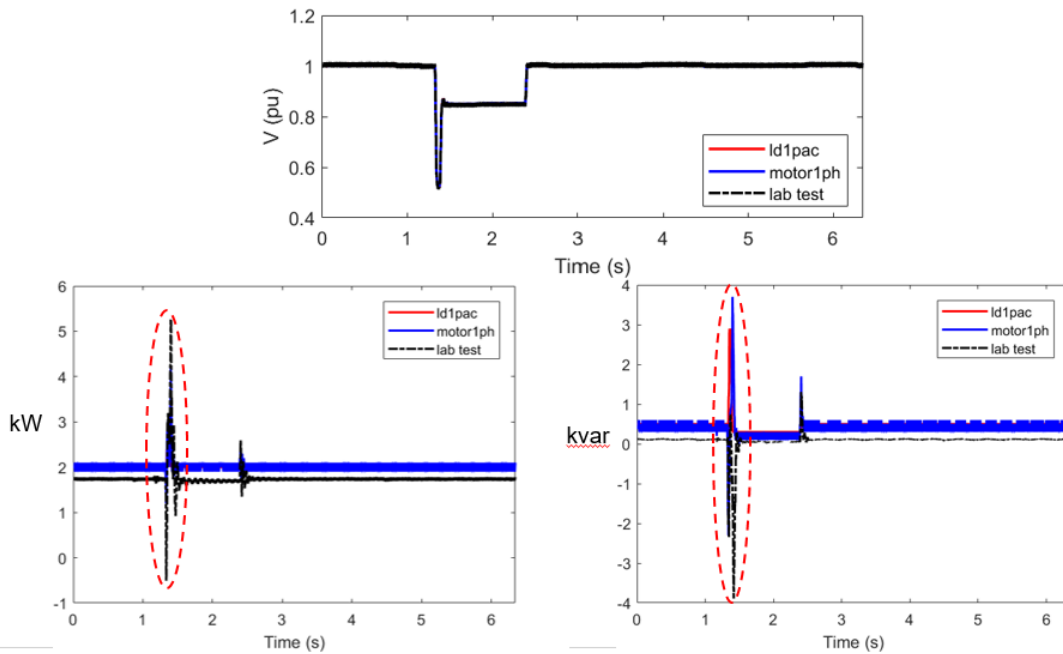 1.2
1
0.8
0.6
0.4
V (pu)
0 1 2 3 4 5 6
Time (s)
ld1pac
motor1ph
lab test
6
5
4
3
2
1
0
-1
kW
0 1 2 3 4 5 6
Time (s)
ld1pac
motor1ph
lab test
4
3
2
1
0
-1
-2
-3
-4
kvar
0 1 2 3 4 5 6
Time (s)
ld1pac
motor1ph
lab test